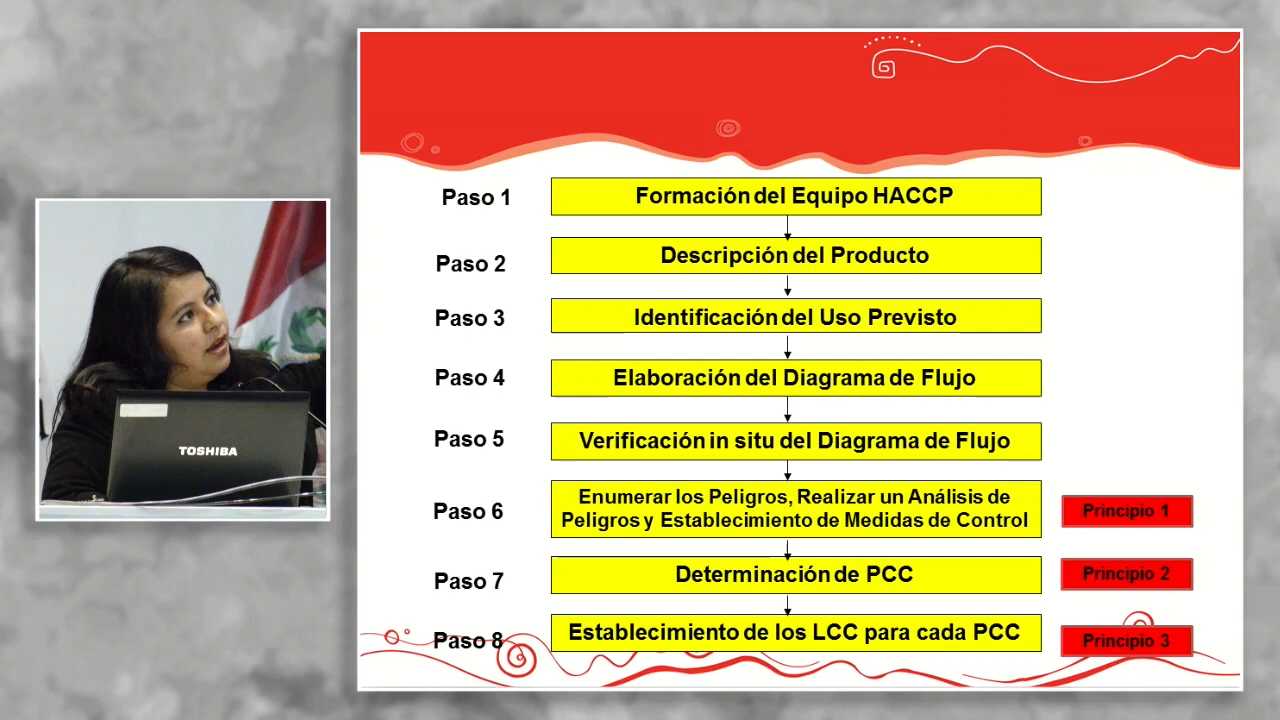 Paso 1
Formación del Equipo HACCP
Paso 2
Descripción del Producto
Paso 3
Identificación del Uso Previsto
Paso 4
Elaboración del Diagrama de Flujo
Paso 5
Verificación in situ del Diagrama de Flujo
Paso 6
Enumerar los Peligros, Realizar un Análisis de
Peligros y Establecimiento de Medidas de Control
Principio 1
Paso 7
Determinación de PCC
Principio 2
Paso 8
Establecimiento de los LCC para cada PCC
Principio 3
TOSHIBA